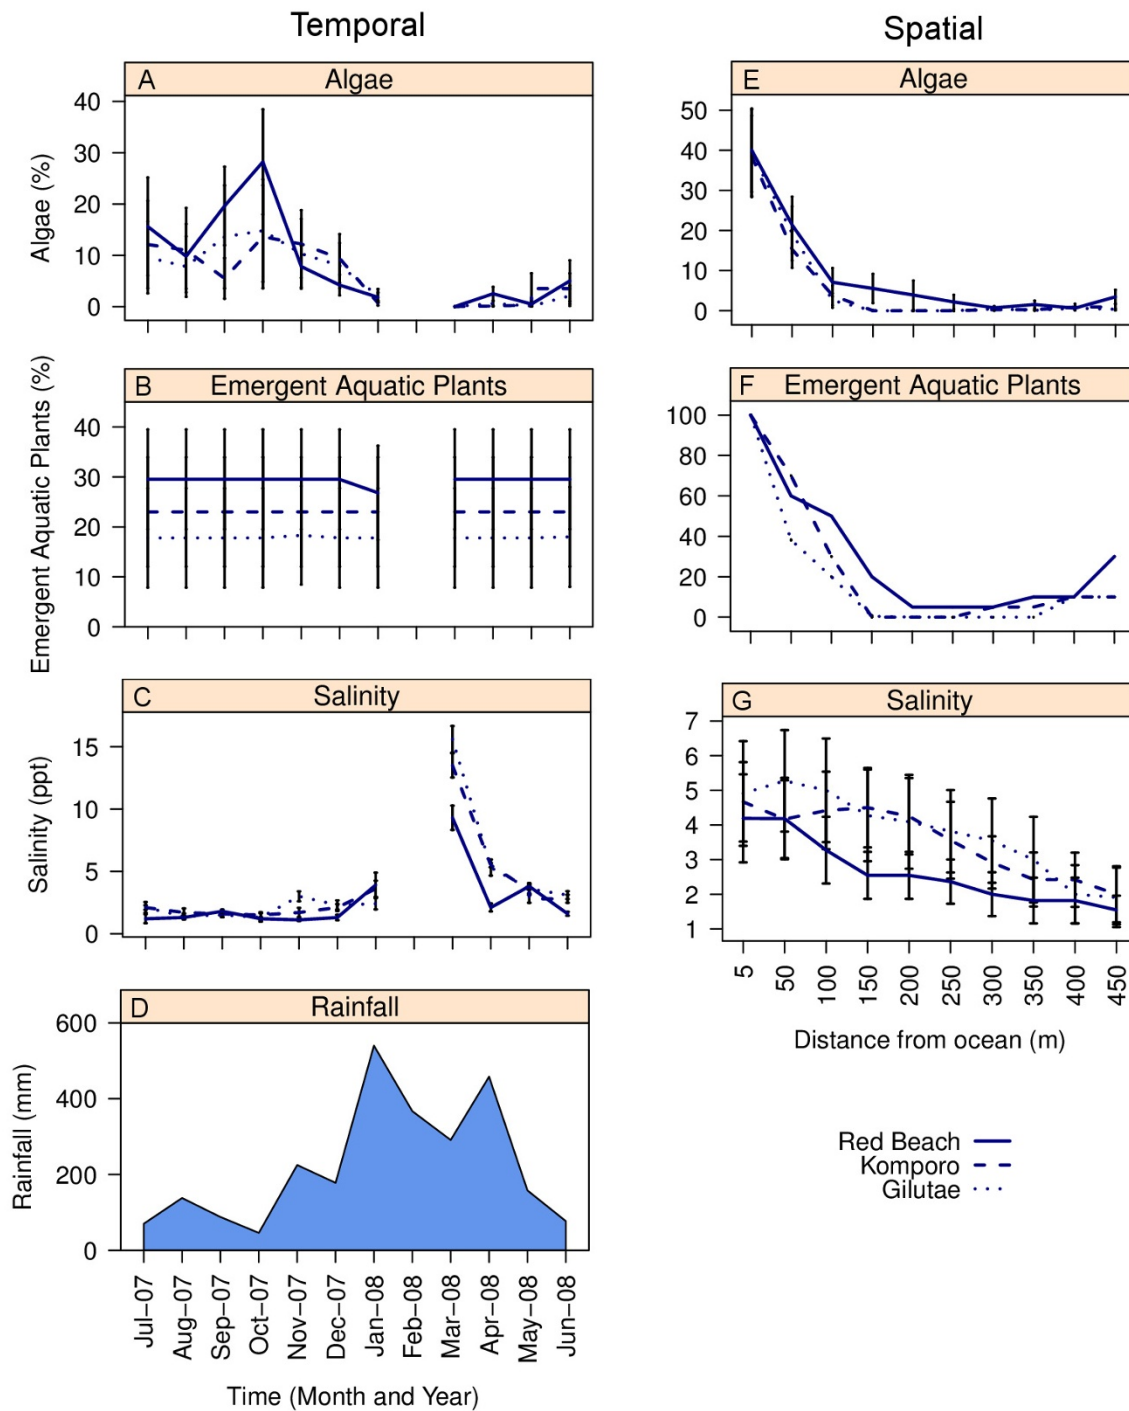 Temporal
Spatial
A Algae
40
30
20
10
0
Algae (%)
B Emergent Aquatic Plants
40
30
20
10
0
Emergent Aquatic Plants (%)
C Salinity
15
10
5
0
Salinity (ppt)
D Rainfall
600
400
200
0
Rainfall (mm)
Jul-07
Aug-07
Sep-07
Oct-07
Nov-07
Dec-07
Jan-08
Feb-08
Mar-08
Apr-08
May-08
Jun-08
Time (Month and Year)
E Algae
50
40
30
20
10
0
F Emergent Aquatic Plants
100
80
60
40
20
0
G Salinity
7
6
5
4
3
2
1
5
50
100
150
200
250
300
350
400
450
Distance from ocean (m)
Red Beach
Komporo
Gilutae